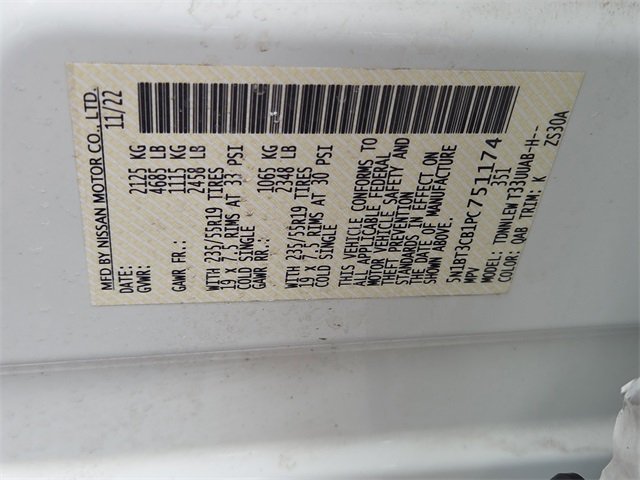 MFD BY NISSAN MOTOR CO., LTD.
DATE: 11/22
GVWR: 2125 KG
4685 LB
GAWR FR.: 1115 KG
2458 LB
WITH 235/55R19 TIRES
19 X 7.5 RIMS AT 33 PSI
COLD SINGLE
GAWR RR.: 1065 KG
2348 LB
WITH 235/55R19 TIRES
19 X 7.5 RIMS AT 30 PSI
COLD SINGLE
THIS VEHICLE CONFORMS TO
ALL APPLICABLE FEDERAL
MOTOR VEHICLE SAFETY AND
THEFT PREVENTION
STANDARDS IN EFFECT ON
THE DATE OF MANUFACTURE
SHOWN ABOVE.
5N1BT3CB1PC751174
MPV 351
MODEL: TDWNLEW T33UUAB-H--
COLOR: QAB TRIM: K ZS30A